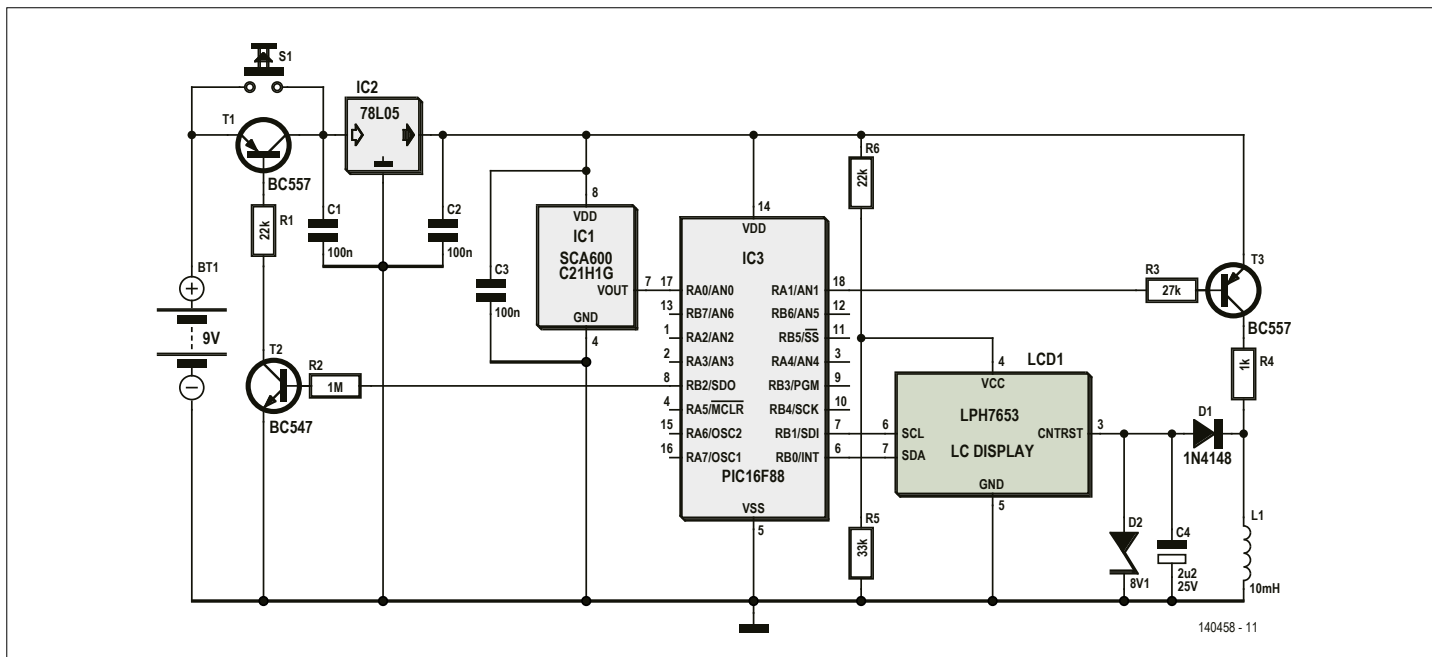 S1
IC2
78L05
T1
BC557
R1
22k
C1
100n
C2
100n
BT1
9V
T2
BC547
R2
1M
C3
100n
8
VDD
IC1
SCA600
C21H1G
VOUT
7
GND
4
14
VDD
IC3
17 RA0/AN0
13 RB7/AN6
1 RA2/AN2
2 RA3/AN3
8 RB2/SDO
4 RA5/MCLR
15 RA6/OSC2
16 RA7/OSC1
RA1/AN1 18
RB6/AN5 12
RB5/SS 11
RA4/AN4 3
RB3/PGM 9
RB4/SCK 10
RB1/SDI 7
RB0/INT 6
PIC16F88
VSS
5
R6
22k
R5
33k
LCD1
4
VCC
LPH7653
LC DISPLAY
6 SCL
7 SDA
CNTRST 3
GND
5
R3
27k
T3
BC557
R4
1k
D1
1N4148
D2
8V1
C4
2u2
25V
L1
10mH
140458 - 11